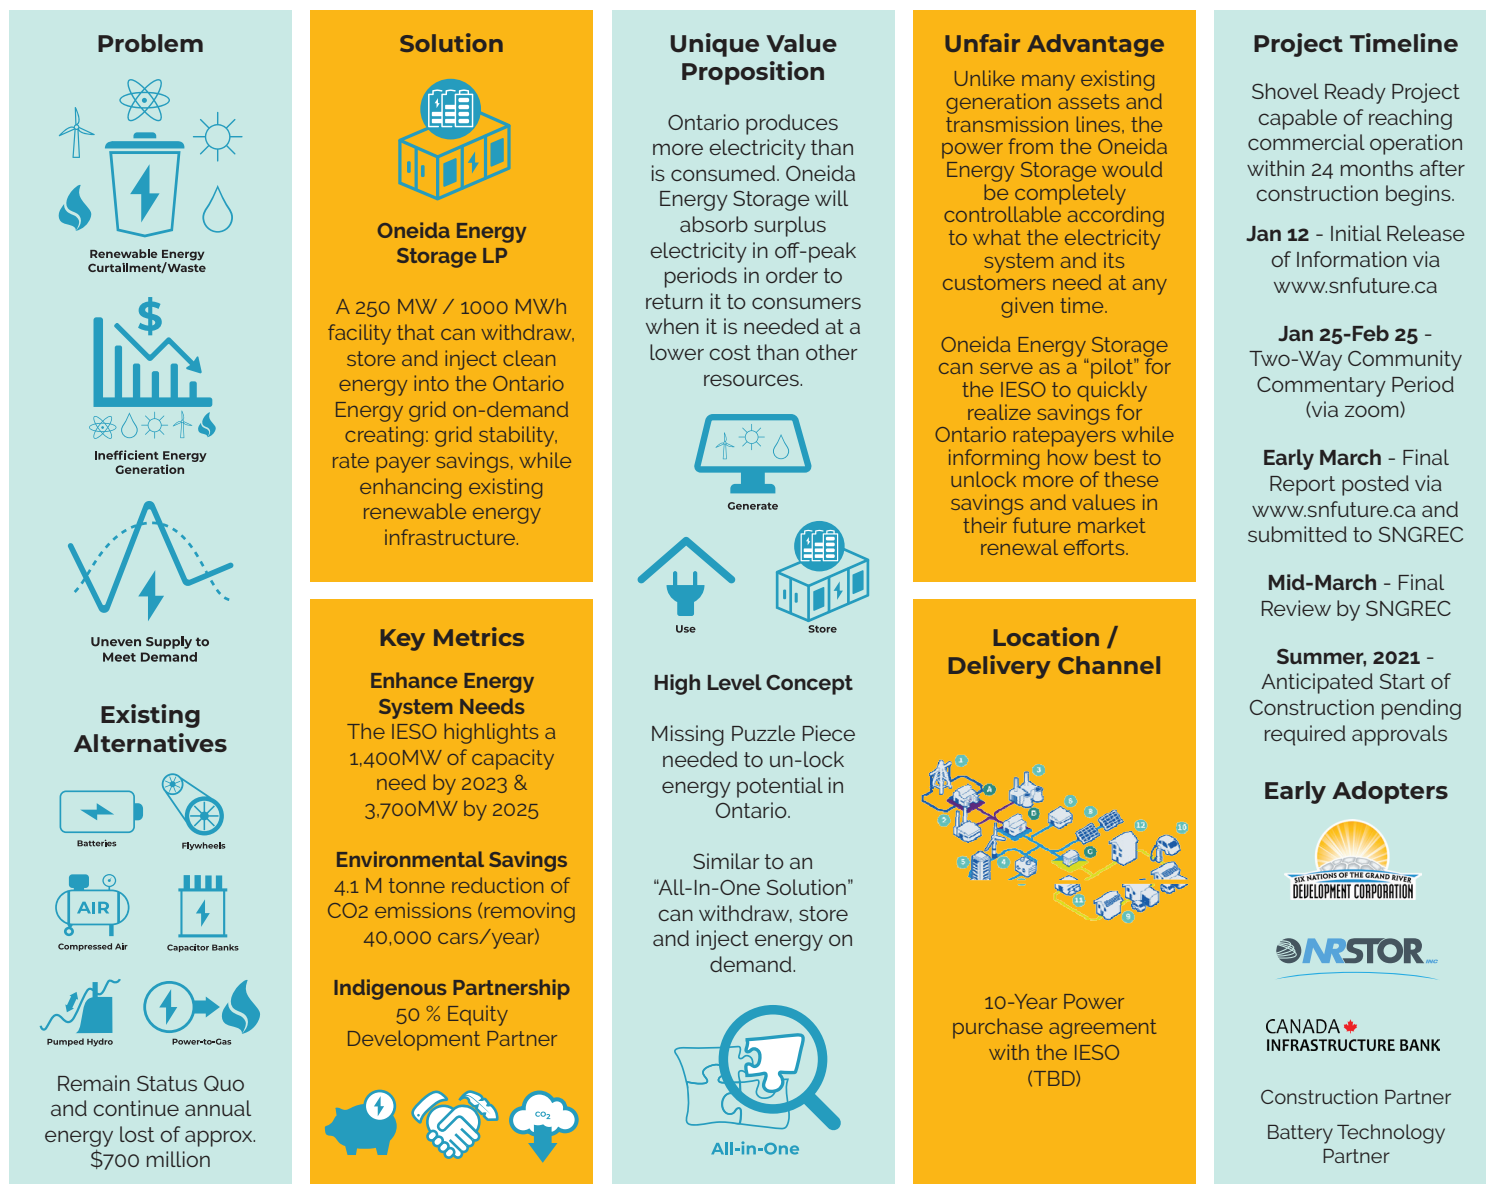 Problem
Renewable Energy
Curtailment/Waste
$
Inefficient Energy
Generation
Uneven Supply to
Meet Demand
Existing
Alternatives
Batteries
Flywheels
AIR
Compressed Air
Capacitor Banks
Pumped Hydro
Power-to-Gas
Remain Status Quo
and continue annual
energy lost of approx.
$700 million
Solution
Oneida Energy
Storage LP
A 250 MW / 1000 MWh
facility that can withdraw,
store and inject clean
energy into the Ontario
Energy grid on-demand
creating: grid stability,
rate payer savings, while
enhancing existing
renewable energy
infrastructure.
Key Metrics
Enhance Energy
System Needs
The IESO highlights a
1,400MW of capacity
need by 2023 &
3,700MW by 2025
Environmental Savings
4.1 M tonne reduction of
CO2 emissions (removing
40,000 cars/year)
Indigenous Partnership
50 % Equity
Development Partner
CO2
Unique Value
Proposition
Ontario produces
more electricity than
is consumed. Oneida
Energy Storage will
absorb surplus
electricity in off-peak
periods in order to
return it to consumers
when it is needed at a
lower cost than other
resources.
Generate
Use
Store
High Level Concept
Missing Puzzle Piece
needed to un-lock
energy potential in
Ontario.
Similar to an
“All-In-One Solution”
can withdraw, store
and inject energy on
demand.
All-in-One
Unfair Advantage
Unlike many existing
generation assets and
transmission lines, the
power from the Oneida
Energy Storage would
be completely
controllable according
to what the electricity
system and its
customers need at any
given time.
Oneida Energy Storage
can serve as a “pilot” for
the IESO to quickly
realize savings for
Ontario ratepayers while
informing how best to
unlock more of these
savings and values in
their future market
renewal efforts.
Location /
Delivery Channel
1
3
A
6
8
7
D
12
10
5
4
C
11
9
10-Year Power
purchase agreement
with the IESO
(TBD)
Project Timeline
Shovel Ready Project
capable of reaching
commercial operation
within 24 months after
construction begins.
Jan 12 - Initial Release
of Information via
www.snfuture.ca
Jan 25-Feb 25 -
Two-Way Community
Commentary Period
(via zoom)
Early March - Final
Report posted via
www.snfuture.ca and
submitted to SNGREC
Mid-March - Final
Review by SNGREC
Summer, 2021 -
Anticipated Start of
Construction pending
required approvals
Early Adopters
SIX NATIONS OF THE GRAND RIVER
DEVELOPMENT CORPORATION
NRSTOR INC
CANADA
INFRASTRUCTURE BANK
Construction Partner
Battery Technology
Partner